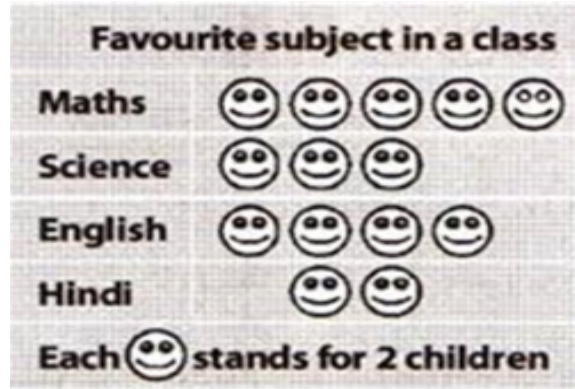 Favourite subject in a class
Maths
Science
English
Hindi
Each stands for 2 children